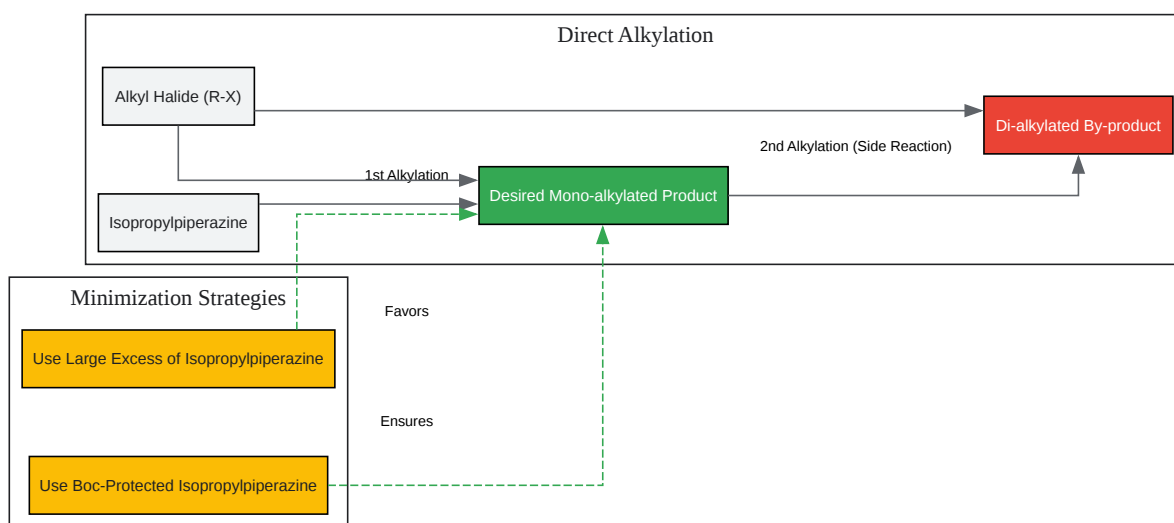 Direct Alkylation
Alkyl Halide (R-X)
Di-alkylated By-product
2nd Alkylation (Side Reaction)
1st Alkylation
Desired Mono-alkylated Product
Isopropylpiperazine
Minimization Strategies
Favors
Use Large Excess of Isopropylpiperazine
Ensures
Use Boc-Protected Isopropylpiperazine